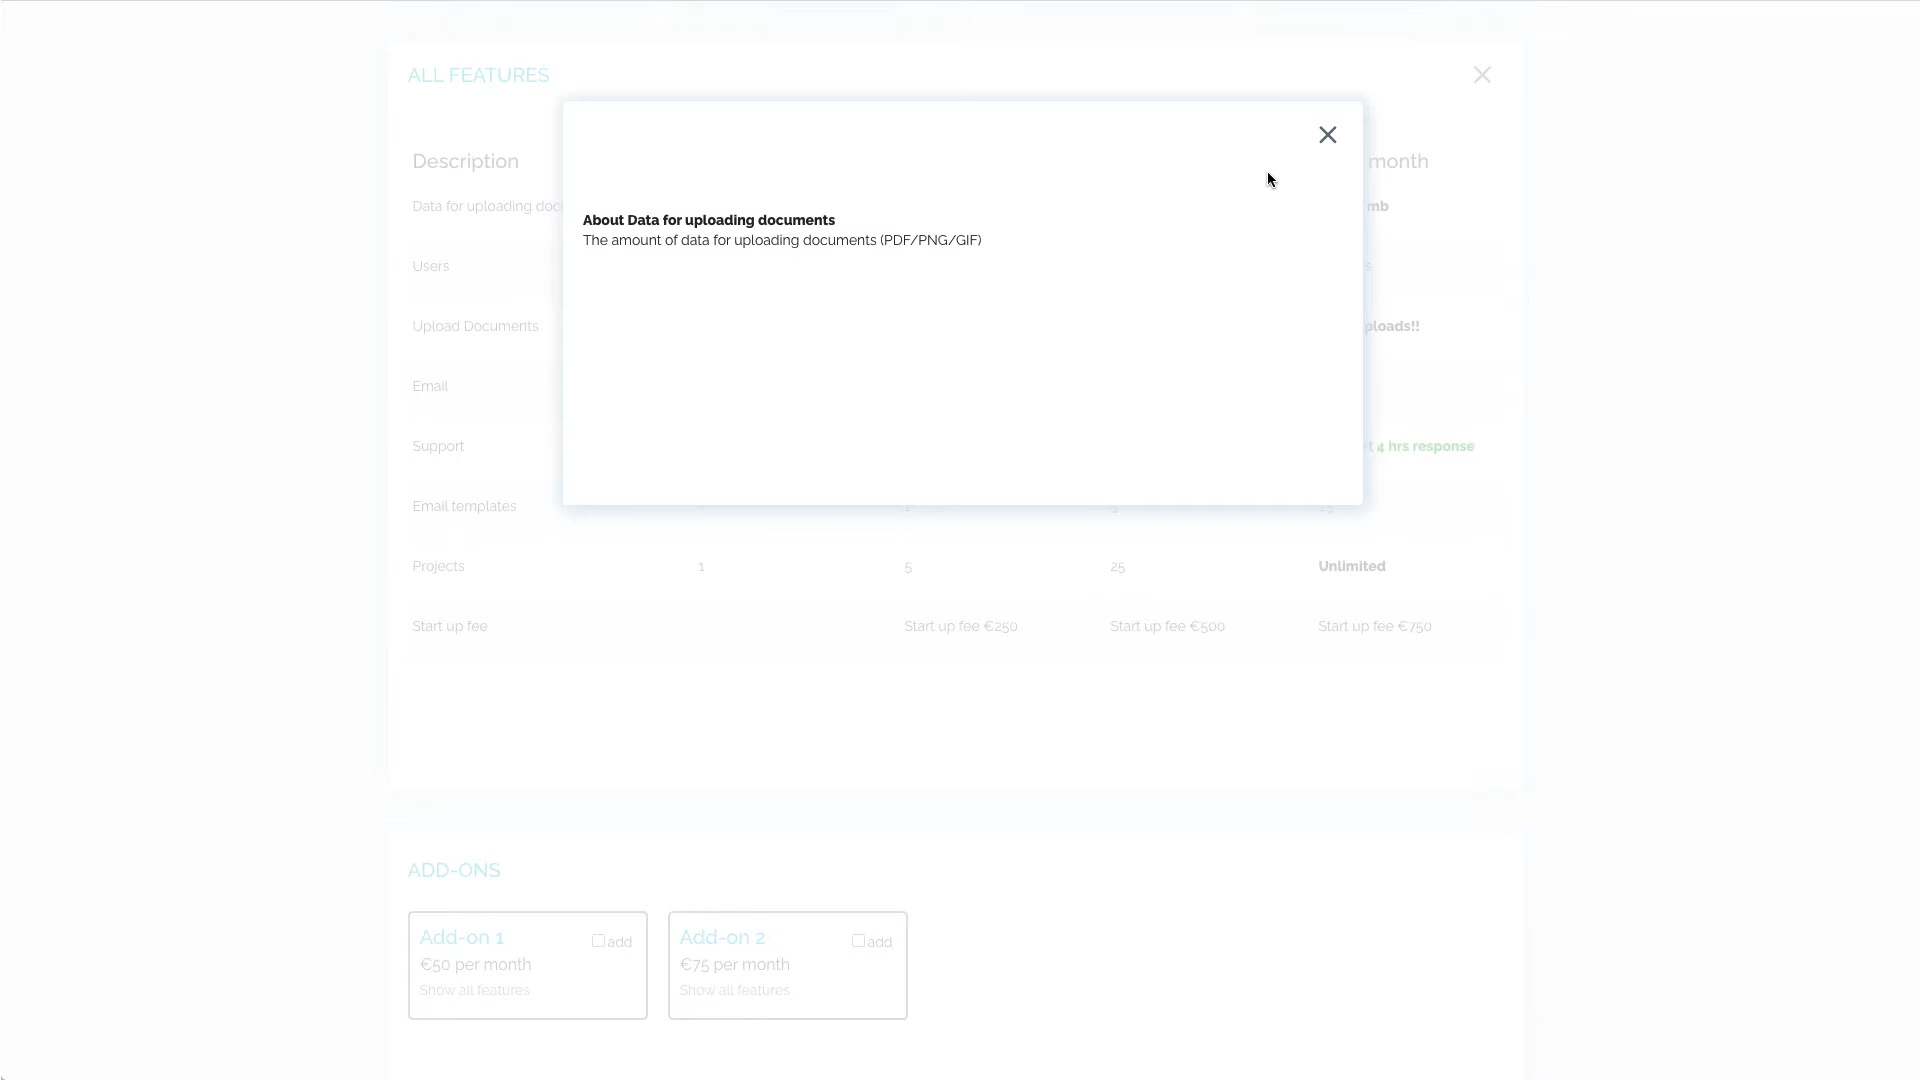 ALL FEATURES
Description
month
About Data for uploading documents
The amount of data for uploading documents (PDF/PNG/GIF)
Data for uploading
mb
Users
Upload Documents
Email
Support
4 hrs response
Email templates
Projects 1 5 25 Unlimited
Start up fee Start up fee €250 Start up fee €500 Start up fee €750
ADD-ONS
Add-on 1 add
€50 per month
Show all features
Add-on 2 add
€75 per month
Show all features